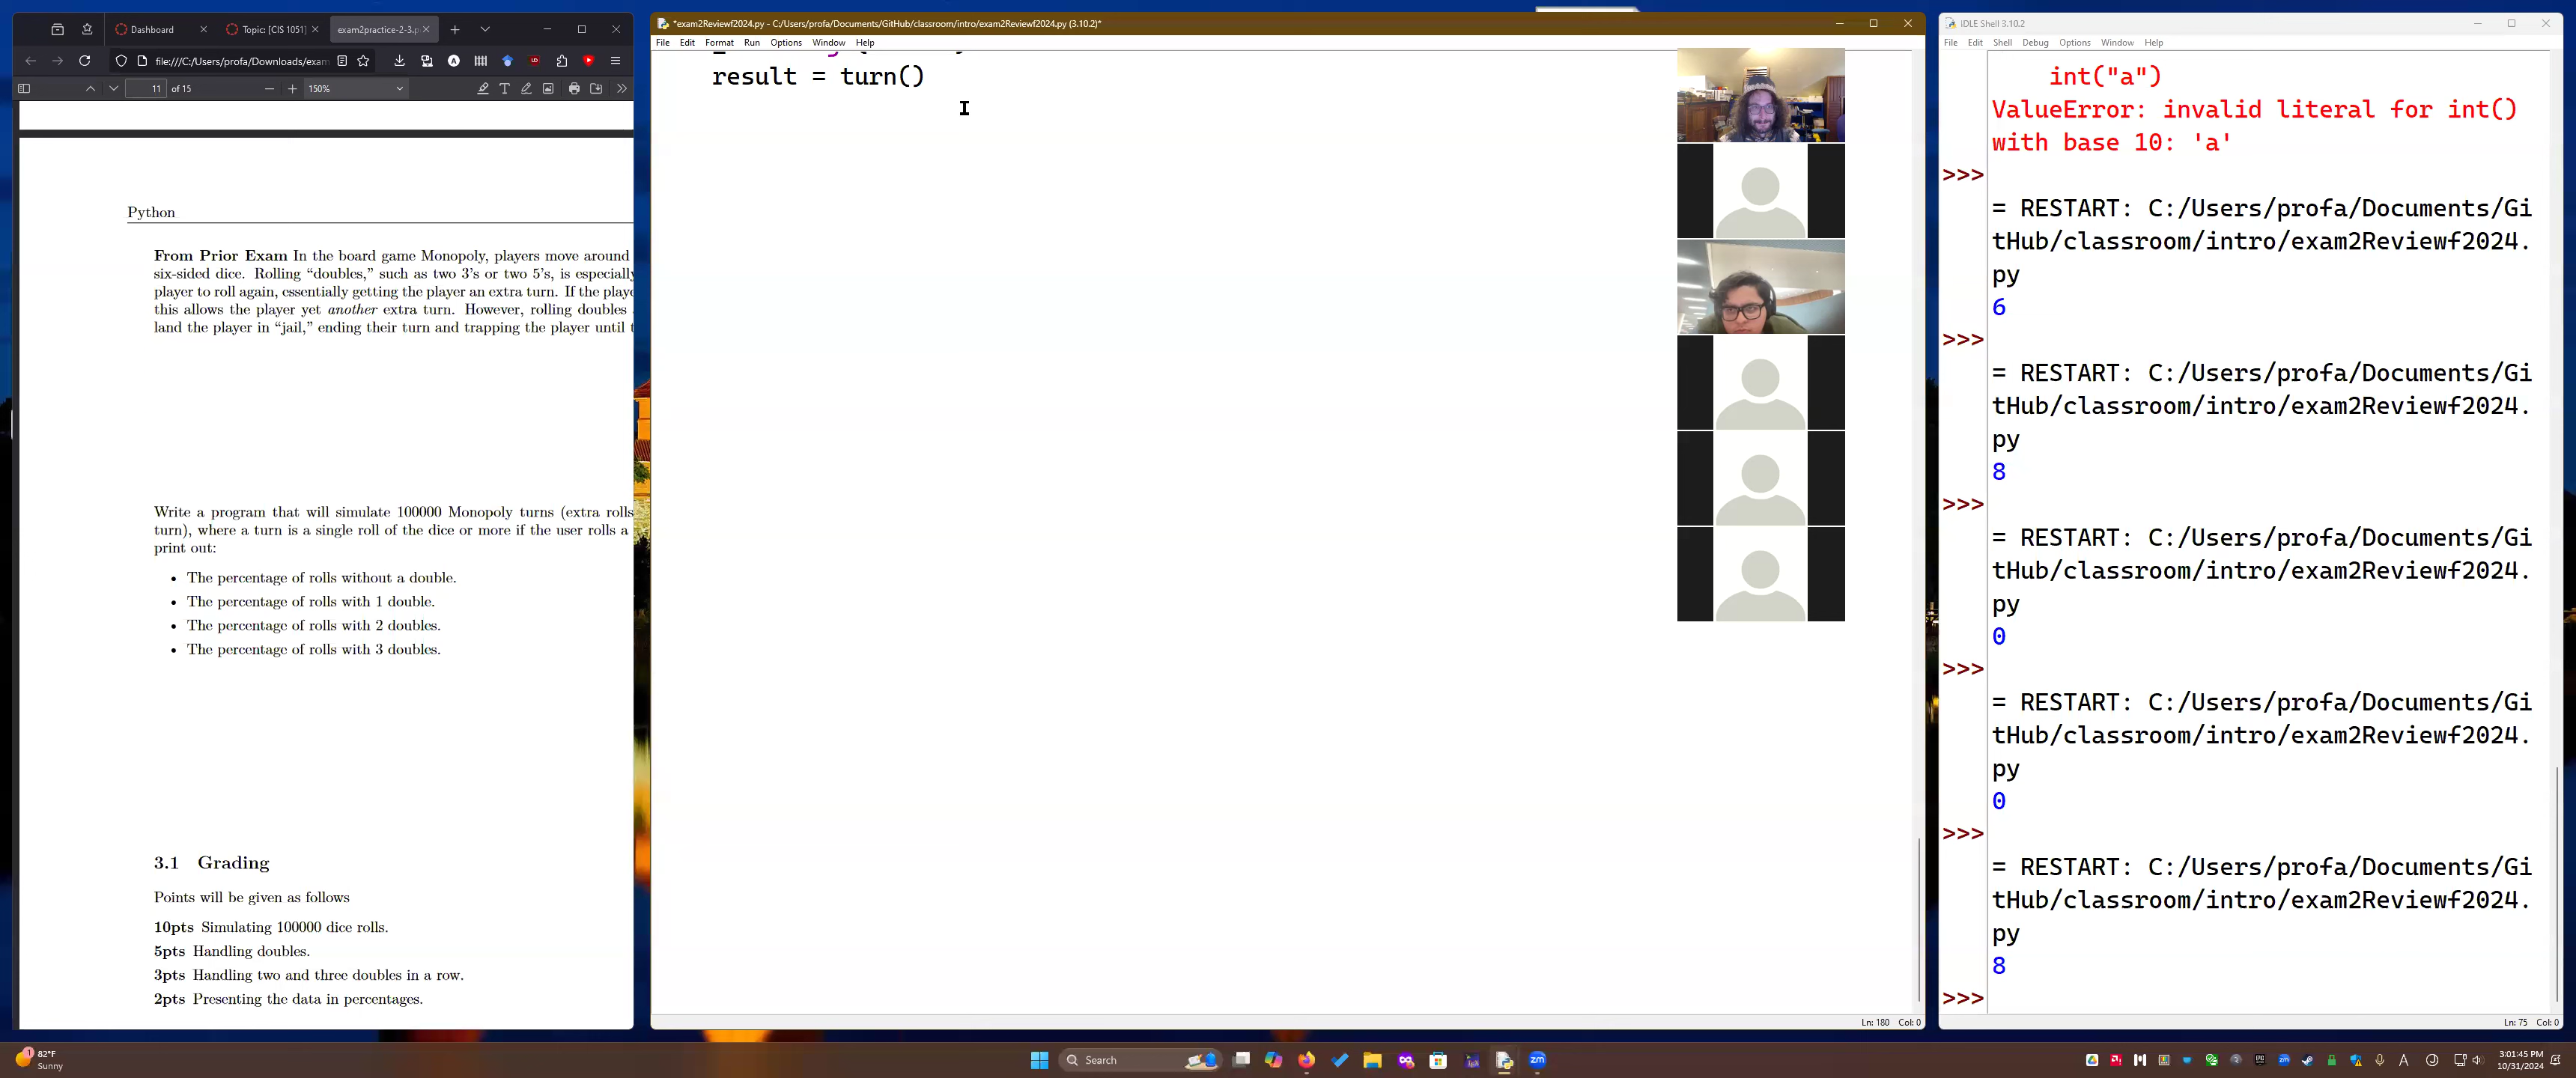 Dashboard
Topic: [CIS 1051]
exam2practice-2-3.p
file:///C:/Users/profa/Downloads/exam
11 of 15
150%
Python
From Prior Exam In the board game Monopoly, players move around
six-sided dice. Rolling “doubles,” such as two 3’s or two 5’s, is especially
player to roll again, essentially getting the player an extra turn. If the playe
this allows the player yet another extra turn. However, rolling doubles
land the player in “jail,” ending their turn and trapping the player until t
Write a program that will simulate 100000 Monopoly turns (extra rolls
turn), where a turn is a single roll of the dice or more if the user rolls a
print out:
• The percentage of rolls without a double.
• The percentage of rolls with 1 double.
• The percentage of rolls with 2 doubles.
• The percentage of rolls with 3 doubles.
3.1 Grading
Points will be given as follows
10pts Simulating 100000 dice rolls.
5pts Handling doubles.
3pts Handling two and three doubles in a row.
2pts Presenting the data in percentages.
*exam2Reviewf2024.py - C:/Users/profa/Documents/GitHub/classroom/intro/exam2Reviewf2024.py (3.10.2)*
File Edit Format Run Options Window Help
result = turn()
Ln: 180 Col: 0
IDLE Shell 3.10.2
File Edit Shell Debug Options Window Help
int("a")
ValueError: invalid literal for int()
with base 10: 'a'
>>>
= RESTART: C:/Users/profa/Documents/Gi
tHub/classroom/intro/exam2Reviewf2024.
py
6
>>>
= RESTART: C:/Users/profa/Documents/Gi
tHub/classroom/intro/exam2Reviewf2024.
py
8
>>>
= RESTART: C:/Users/profa/Documents/Gi
tHub/classroom/intro/exam2Reviewf2024.
py
0
>>>
= RESTART: C:/Users/profa/Documents/Gi
tHub/classroom/intro/exam2Reviewf2024.
py
0
>>>
= RESTART: C:/Users/profa/Documents/Gi
tHub/classroom/intro/exam2Reviewf2024.
py
8
>>>
Ln: 75 Col: 0
82°F
Sunny
Search
zm
3:01:45 PM
10/31/2024